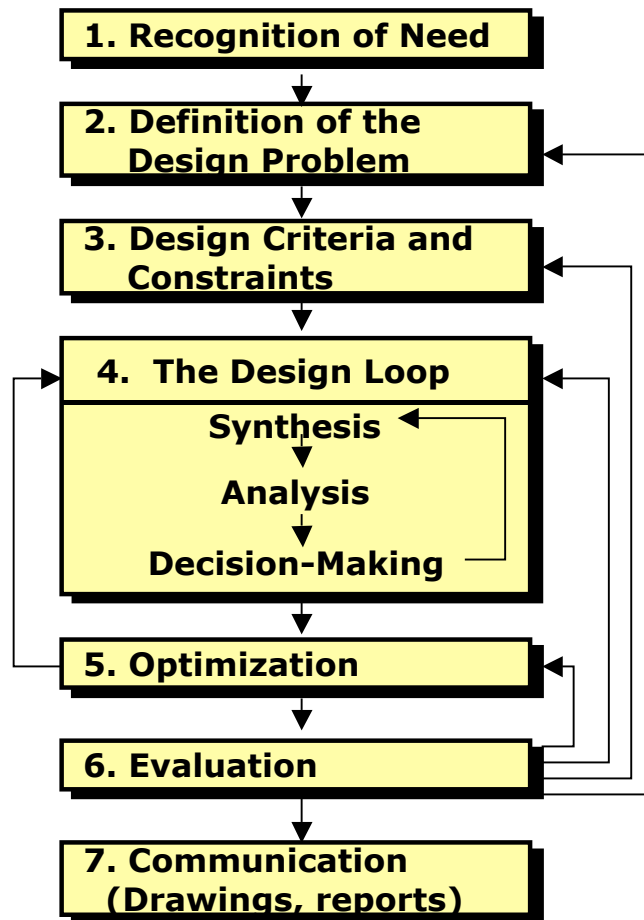 1. Recognition of Need
2. Definition of the
Design Problem
3. Design Criteria and
Constraints
4. The Design Loop
Synthesis
Analysis
Decision-Making
5. Optimization
6. Evaluation
7. Communication
(Drawings, reports)